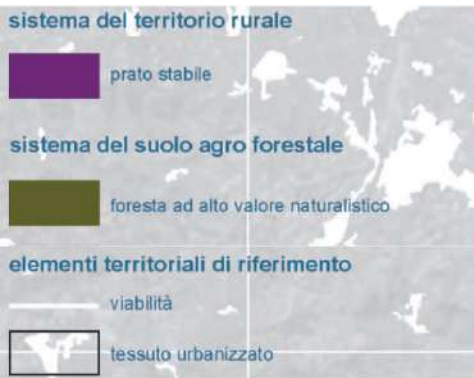 sistema del territorio rurale
prato stabile
sistema del suolo agro forestale
foresta ad alto valore naturalistico
elementi territoriali di riferimento
viabilità
tessuto urbanizzato